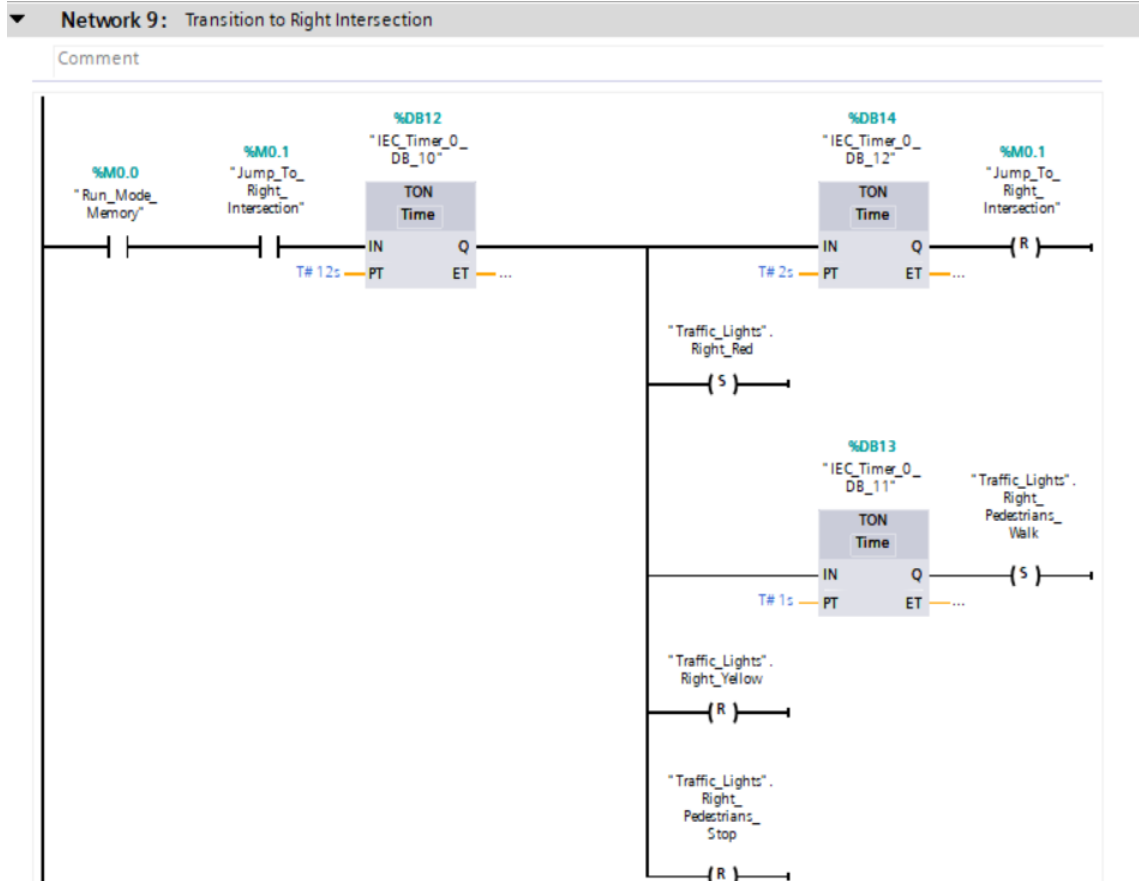 Network 9: Transition to Right Intersection
Comment
%DB12
"IEC_Timer_0_
DB_10"
%DB14
"IEC_Timer_0_
DB_12"
%M0.0
"Run_Mode_
Memory"
%M0.1
"Jump_To_
Right_
Intersection"
TON
Time
IN Q
T#12s PT ET ...
TON
Time
IN Q
T#2s PT ET ...
%M0.1
"Jump_To_
Right_
Intersection"
R
"Traffic_Lights".
Right_Red
S
%DB13
"IEC_Timer_0_
DB_11"
TON
Time
IN Q
T#1s PT ET ...
"Traffic_Lights".
Right_
Pedestrians_
Walk
S
"Traffic_Lights".
Right_Yellow
R
"Traffic_Lights".
Right_
Pedestrians_
Stop
R